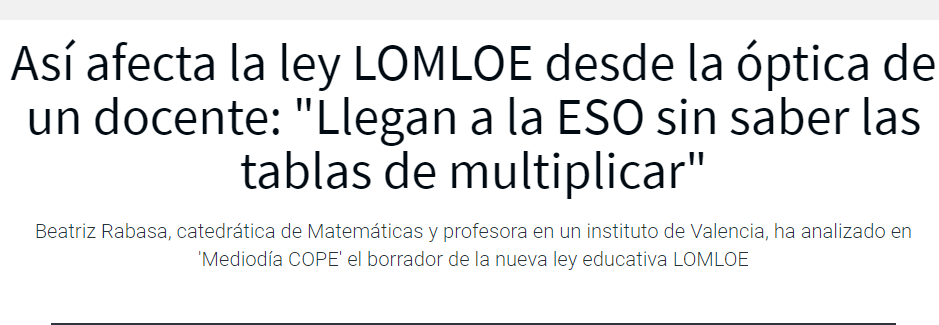 Así afecta la ley LOMLOE desde la óptica de
un docente: "Llegan a la ESO sin saber las
tablas de multiplicar"
Beatriz Rabasa, catedrática de Matemáticas y profesora en un instituto de Valencia, ha analizado en
'Mediodía COPE' el borrador de la nueva ley educativa LOMLOE